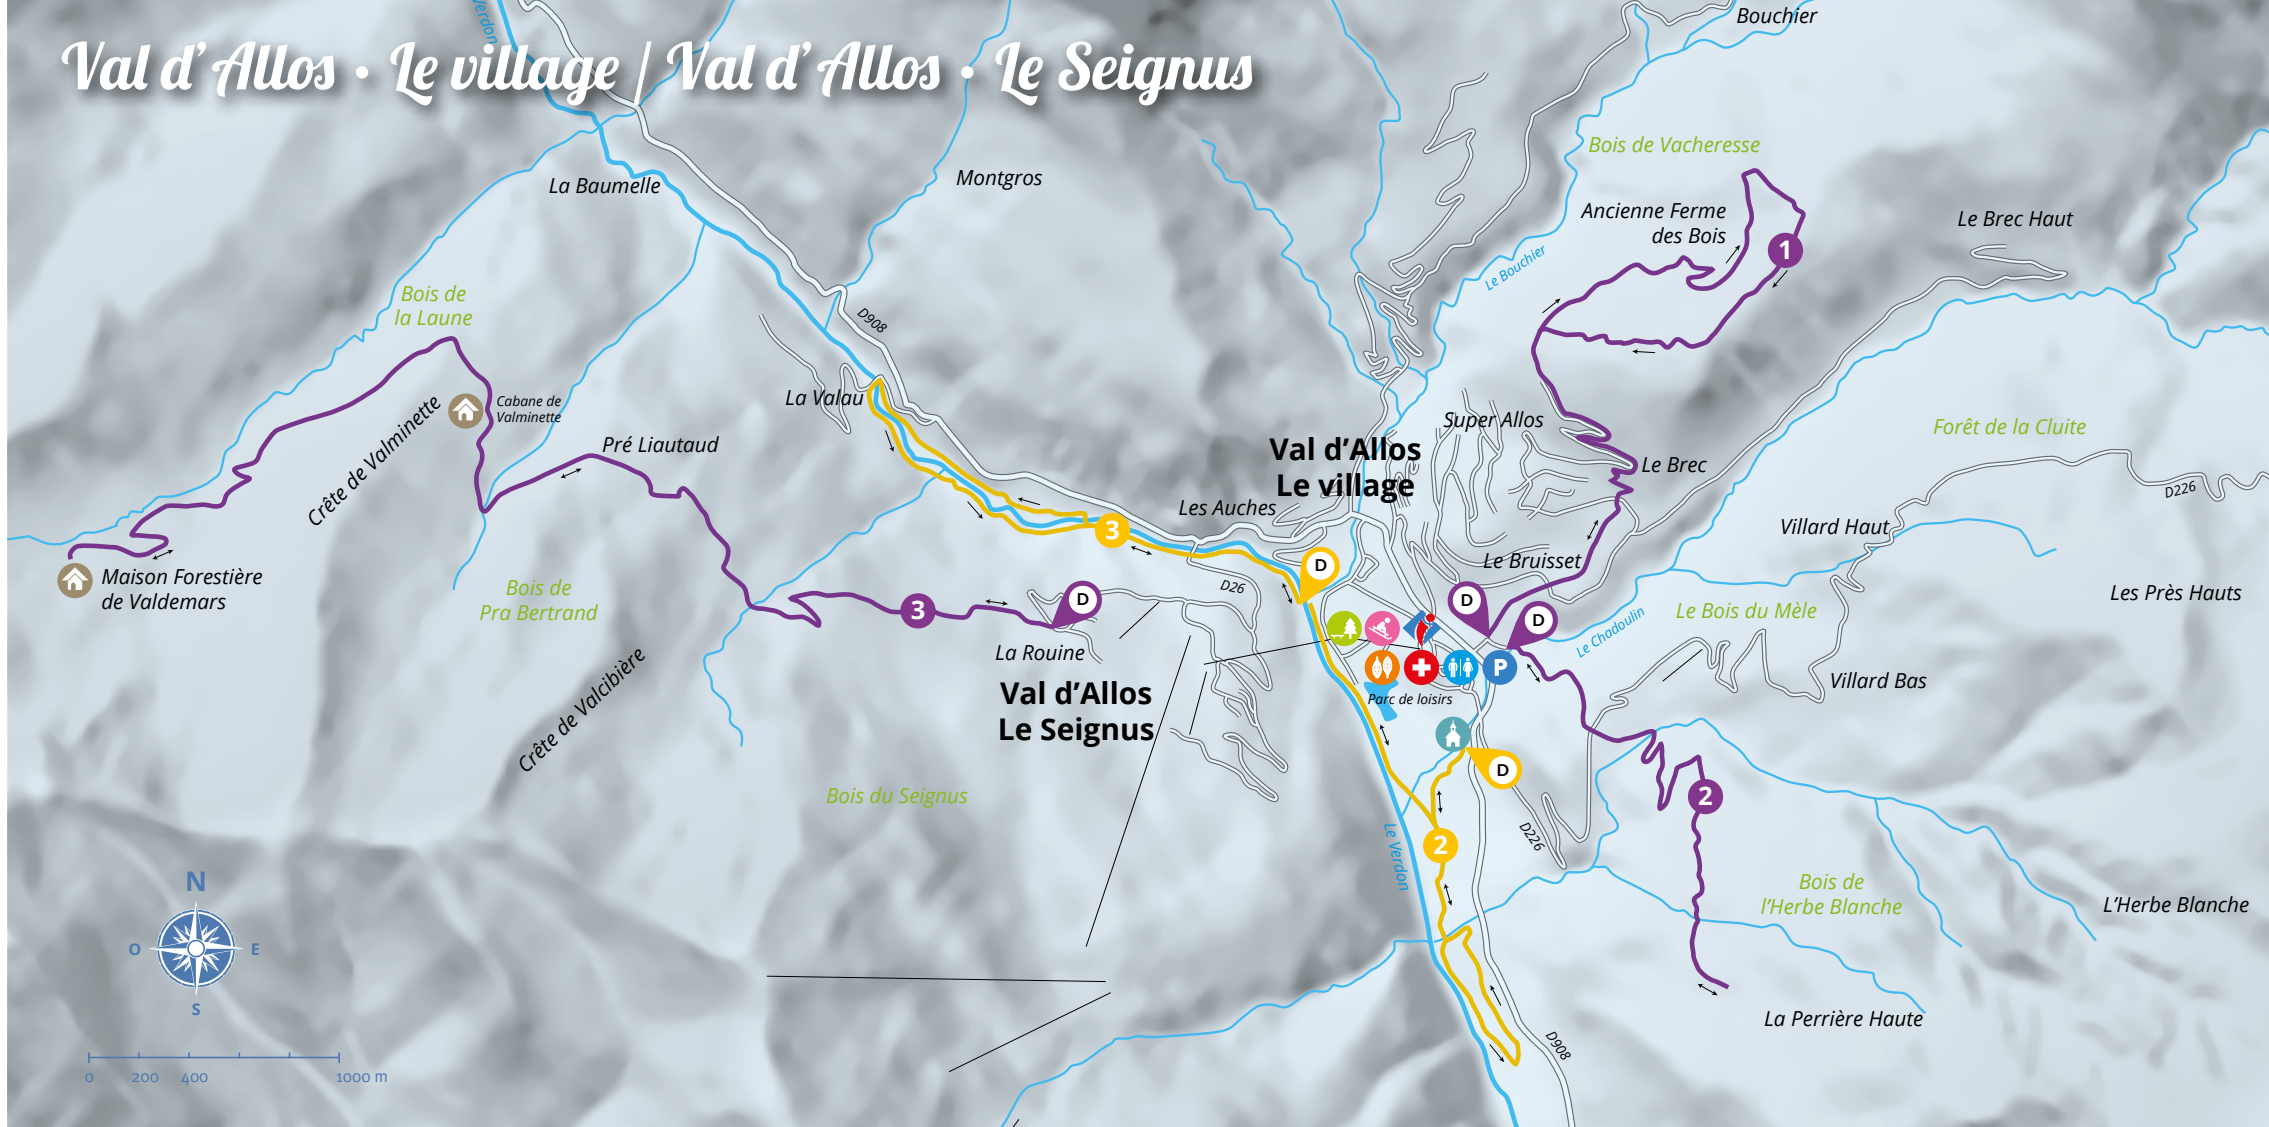 Val d'Allos • Le village / Val d'Allos • Le Seignus
Verdon
Bouchier
Bois de Vacheresse
La Baumelle
Montgros
Ancienne Ferme
des Bois
Le Brec Haut
1
Le Bouchier
Bois de
la Laune
D908
Cabane de
Valminette
La Valau
Crête de Valminette
Super Allos
Forêt de la Cluite
Pré Liautaud
Val d'Allos
Le village
Le Brec
D226
Les Auches
Villard Haut
3
Le Bruisset
D
Maison Forestière
de Valdemars
Bois de
Pra Bertrand
D26
D
D
D
3
Le Chadoulin
Le Bois du Mèle
Les Près Hauts
La Rouine
P
Villard Bas
Val d'Allos
Le Seignus
Parc de loisirs
Crête de Valcibière
D
Bois du Seignus
2
D226
2
Le Verdon
Bois de
l'Herbe Blanche
L'Herbe Blanche
N
O
E
S
La Perrière Haute
D908
0 200 400 1000 m